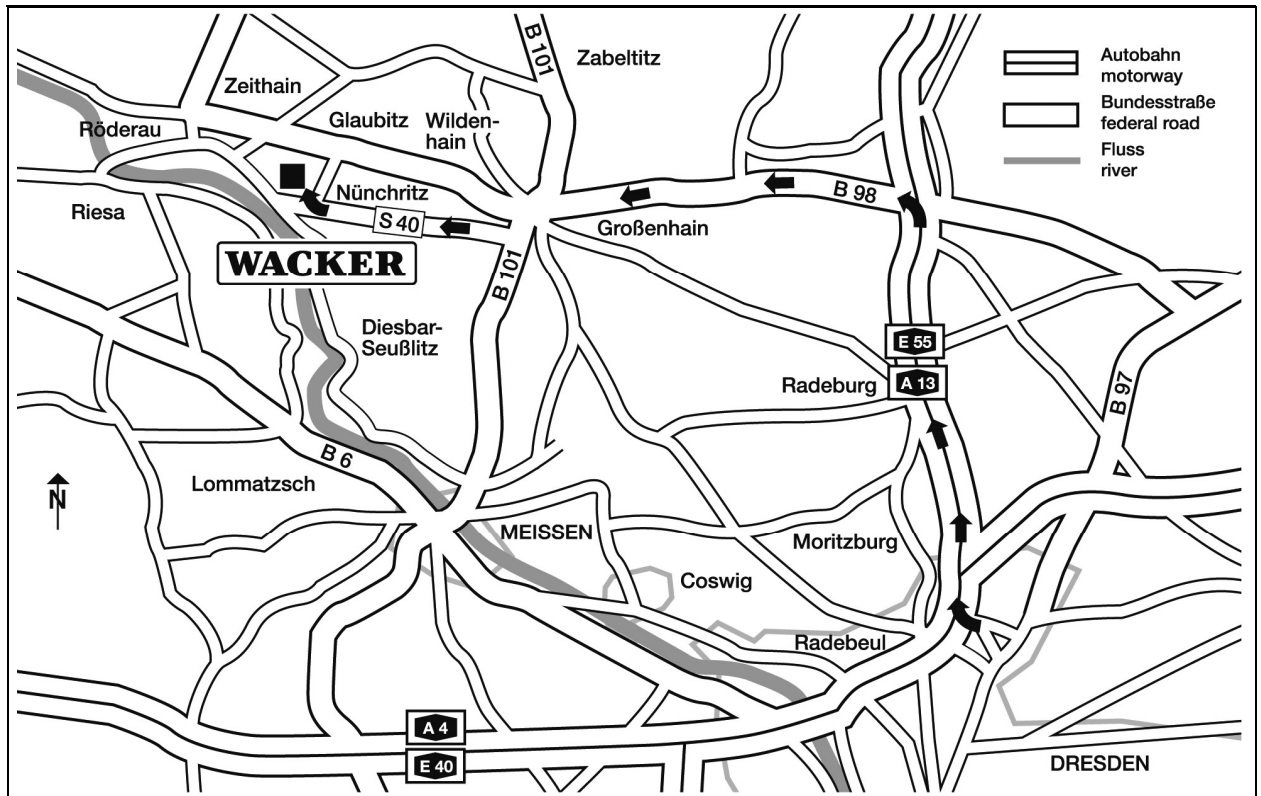 B 101
Zabeltitz
Autobahn
motorway
Zeithain
Bundesstraße
federal road
Röderau
Glaubitz
Wilden-
hain
Fluss
river
Nünchritz
B 98
Riesa
S 40
Großenhain
WACKER
B 101
Diesbar-
Seußlitz
E 55
Radeburg
A 13
B 97
B 6
Lommatzsch
N
MEISSEN
Moritzburg
Coswig
Radebeul
A 4
E 40
DRESDEN